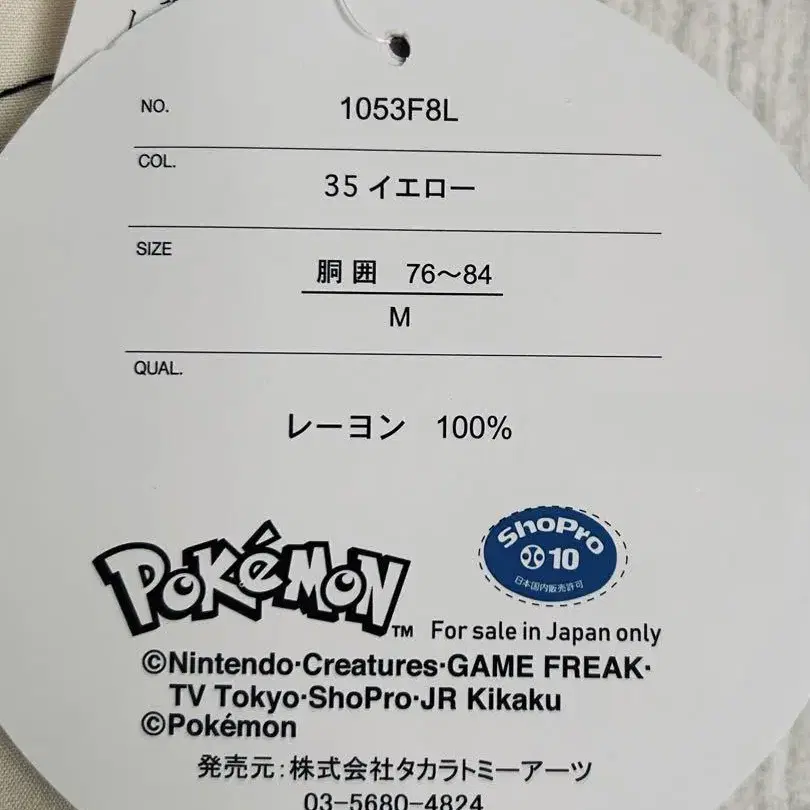 NO.
1053F8L
COL.
35 イエロー
SIZE
胴囲 76～84
M
QUAL.
レーヨン 100%
POKéMON TM
ShoPro
10
日本国内販売許可
For sale in Japan only
©Nintendo·Creatures·GAME FREAK·
TV Tokyo·ShoPro·JR Kikaku
©Pokémon
発売元:株式会社タカラトミーアーツ
03-5680-4824